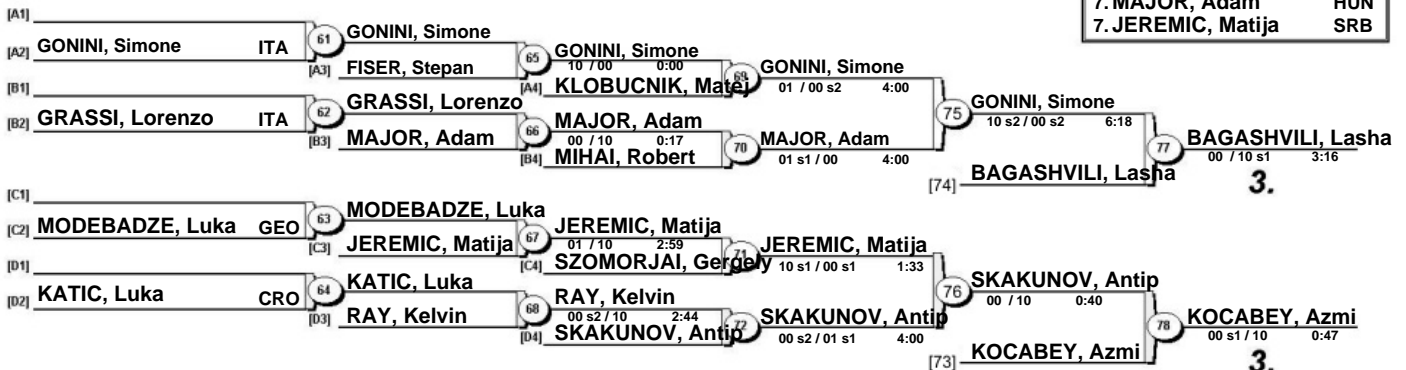 7. MAJOR, Adam HUN
7. JEREMIC, Matija SRB
[A1]
[A2] GONINI, Simone ITA
61
GONINI, Simone
[A3] FISER, Stepan
65
GONINI, Simone
10 / 00 0:00
[A4] KLOBUCNIK, Matej
69
GONINI, Simone
01 / 00 s2 4:00
[B1]
[B2] GRASSI, Lorenzo ITA
62
GRASSI, Lorenzo
[B3] MAJOR, Adam
66
MAJOR, Adam
00 / 10 0:17
[B4] MIHAI, Robert
70
MAJOR, Adam
01 s1 / 00 4:00
75
GONINI, Simone
10 s2 / 00 s2 6:18
[74] BAGASHVILI, Lasha
77
BAGASHVILI, Lasha
00 / 10 s1 3:16
3.
[C1]
[C2] MODEBADZE, Luka GEO
63
MODEBADZE, Luka
[C3] JEREMIC, Matija
67
JEREMIC, Matija
01 / 10 2:59
[C4] SZOMORJAI, Gergely
71
JEREMIC, Matija
10 s1 / 00 s1 1:33
[D1]
[D2] KATIC, Luka CRO
64
KATIC, Luka
[D3] RAY, Kelvin
68
RAY, Kelvin
00 s2 / 10 2:44
[D4] SKAKUNOV, Antip
72
SKAKUNOV, Antip
00 s2 / 01 s1 4:00
76
SKAKUNOV, Antip
00 / 10 0:40
[73] KOCABEY, Azmi
78
KOCABEY, Azmi
00 s1 / 10 0:47
3.